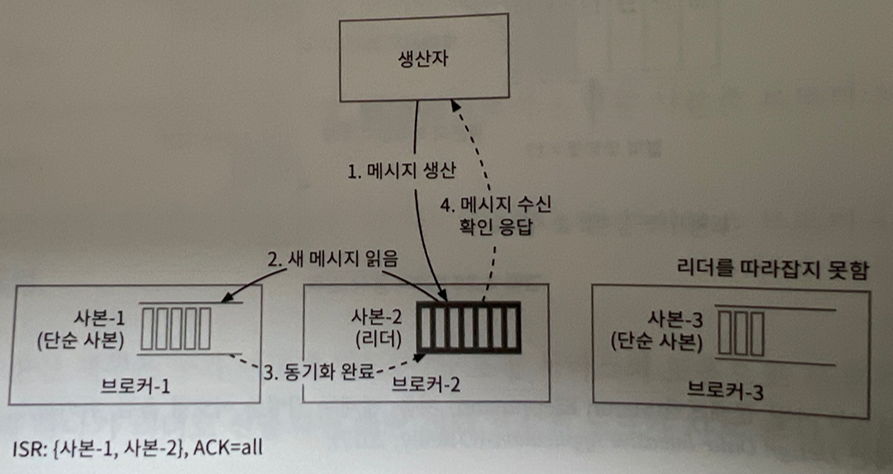 생산자
1. 메시지 생산
4. 메시지 수신
확인 응답
2. 새 메시지 읽음
리더를 따라잡지 못함
사본-1
(단순 사본)
브로커-1
사본-2
(리더)
브로커-2
3. 동기화 완료
사본-3
(단순 사본)
브로커-3
ISR: {사본-1, 사본-2}, ACK=all